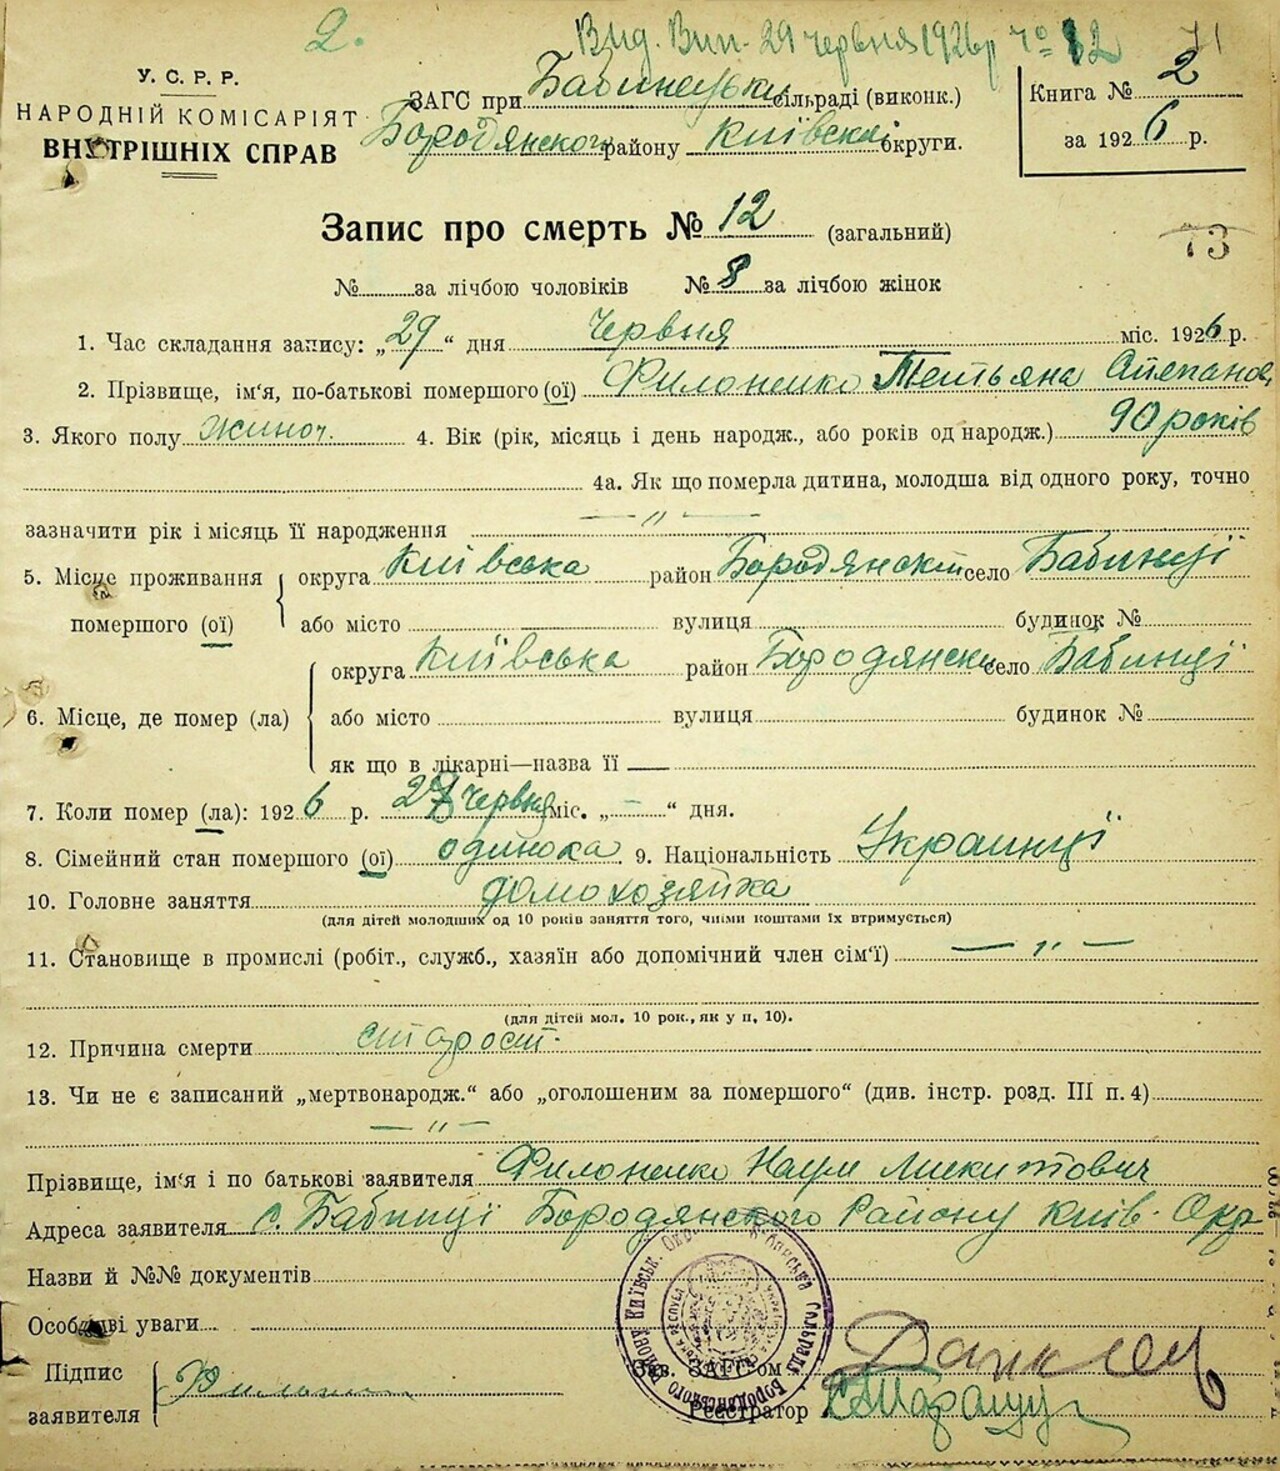 2. Вид. Вип. 29 червня 1926 р № 12 71
У. С. Р. Р.
НАРОДНІЙ КОМІСАРІЯТ
ВНУТРІШНІХ СПРАВ
ЗАГС при Бабинецьки сільраді (виконк.)
Бородянского району Київскої округи.
Книга № 2
за 1926 р.
Запис про смерть № 12 (загальний)
73
№ за лічбою чоловіків № 8 за лічбою жінок
1. Час складання запису: „29“ дня Червня міс. 1926 р.
2. Прізвище, ім‘я, по-батькові помершого (ої) Филоненко Тетьяна Степанов.
3. Якого полу жиноч. 4. Вік (рік, місяць і день народж., або років од народж.) 90 років
4а. Як що померла дитина, молодша від одного року, точно
зазначити рік і місяць її народження — „ —
5. Місце проживання помершого (ої) округа Київська район Бородянский село Бабинці
або місто вулиця будинок №
6. Місце, де помер (ла) округа Київська район Бородянски село Бабинці
або місто вулиця будинок №
як що в лікарні—назва її —
7. Коли помер (ла): 1926 р. 27 Червня міс. „ — “ дня.
8. Сімейний стан помершого (ої) одинока 9. Національність Украинці
10. Головне заняття домохозяйка
(для дітей молодших од 10 років заняття того, чиїми коштами їх втримується)
11. Становище в промислі (робіт., служб., хазяїн або допомічний член сім‘ї) — „ —
(для дітей мол. 10 рок., як у п. 10).
12. Причина смерти старост.
13. Чи не є записаний „мертвонародж.“ або „оголошеним за помершого“ (див. інстр. розд. III п. 4)
— „ —
Прізвище, ім‘я і по батькові заявителя Филоненко Наум Микитович
Адреса заявителя с. Бабинці Бородянского Району Київ. Окр
Назви й №№ документів
Особливі уваги
Підпис
заявителя
Зав. ЗАГС‘ом
Реєстратор